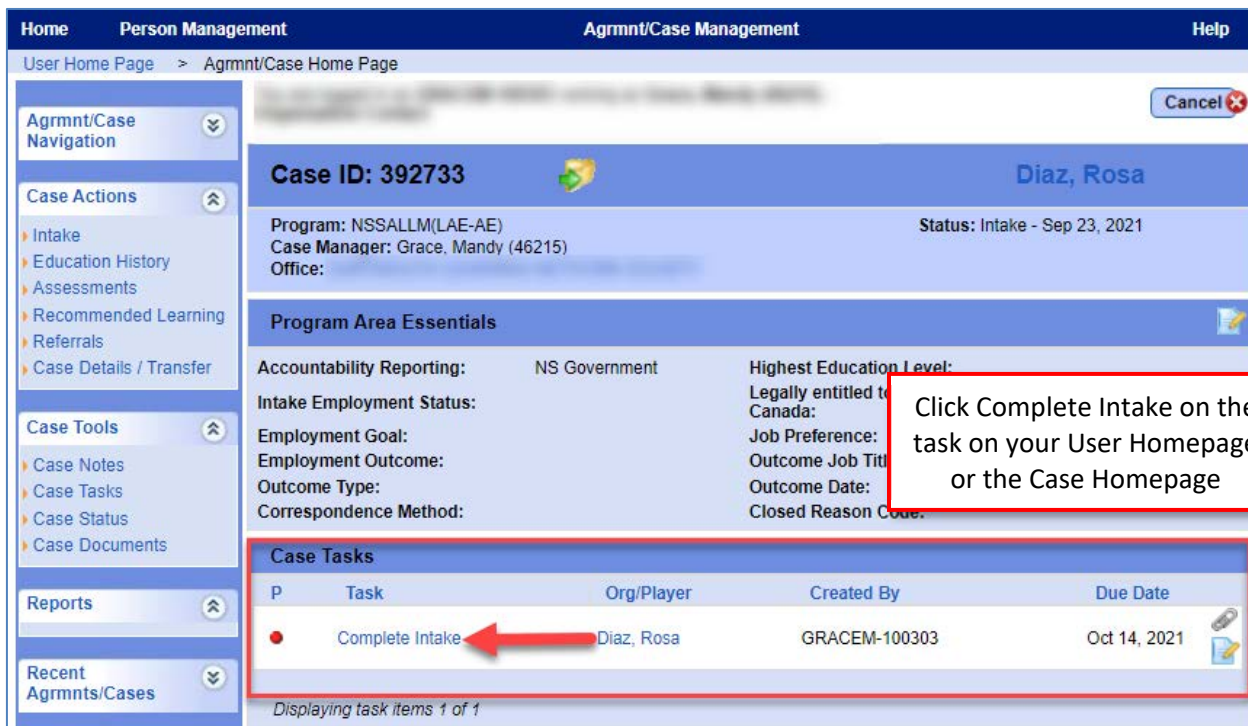 Home Person Management Agrmnt/Case Management Help
User Home Page > Agrmnt/Case Home Page
Cancel
Agrmnt/Case
Navigation
Case Actions
Intake
Education History
Assessments
Recommended Learning
Referrals
Case Details / Transfer
Case Tools
Case Notes
Case Tasks
Case Status
Case Documents
Reports
Recent
Agrmnts/Cases
Case ID: 392733 Diaz, Rosa
Program: NSSALLM(LAE-AE) Status: Intake - Sep 23, 2021
Case Manager: Grace, Mandy (46215)
Office:
Program Area Essentials
Accountability Reporting: NS Government Highest Education Level:
Intake Employment Status: Legally entitled to
Canada:
Employment Goal: Job Preference:
Employment Outcome: Outcome Job
Outcome Type: Outcome Date:
Correspondence Method: Closed Reason Code:
Click Complete Intake on the
task on your User Homepage
or the Case Homepage
Case Tasks
P Task Org/Player Created By Due Date
Complete Intake Diaz, Rosa GRACEM-100303 Oct 14, 2021
Displaying task items 1 of 1